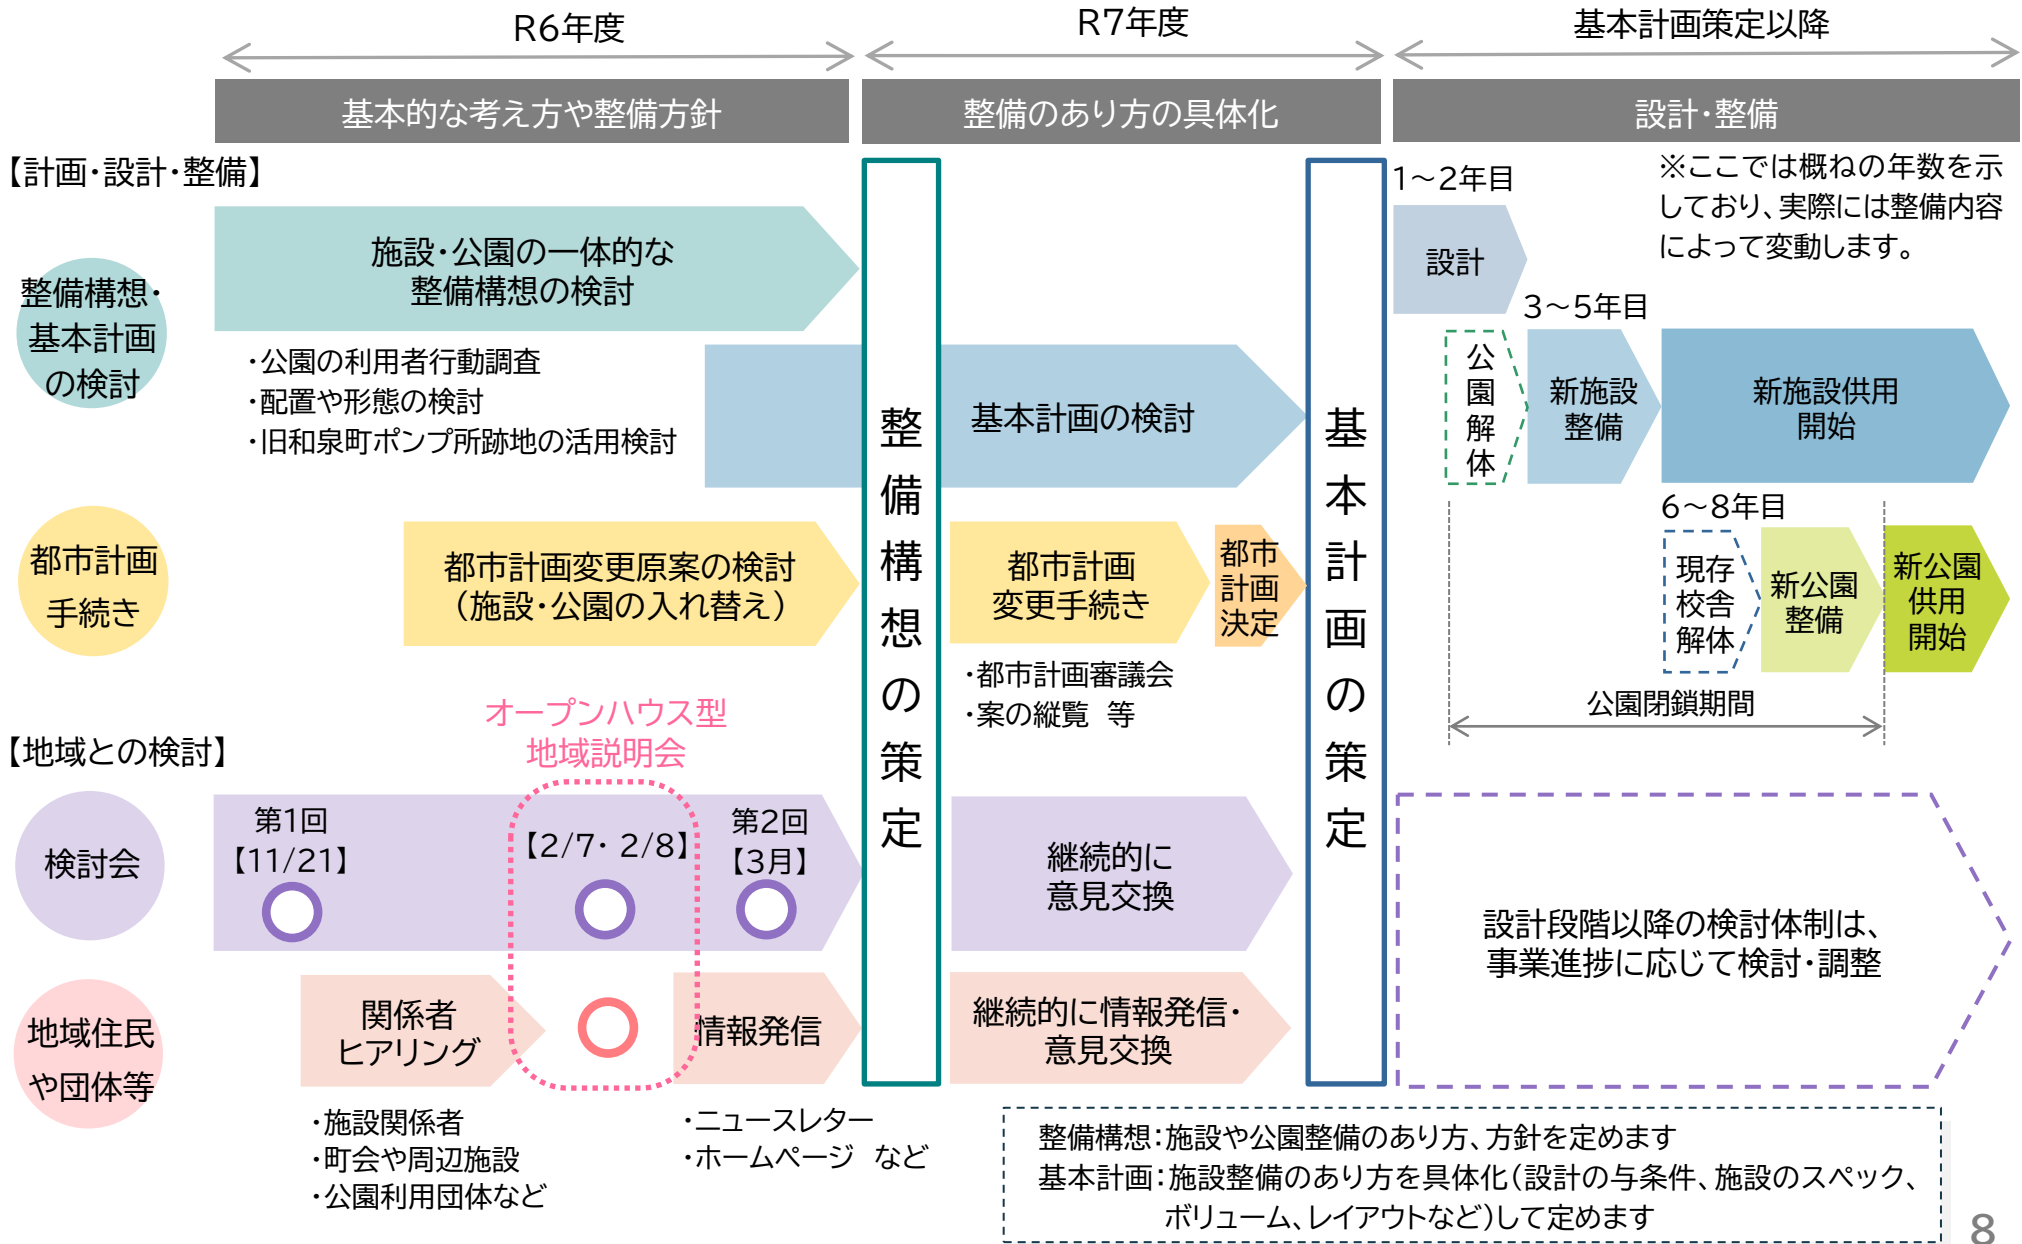 R6年度
R7年度
基本計画策定以降
基本的な考え方や整備方針
整備のあり方の具体化
設計・整備
【計画・設計・整備】
整備構想・
基本計画
の検討
施設・公園の一体的な
整備構想の検討
・公園の利用者行動調査
・配置や形態の検討
・旧和泉町ポンプ所跡地の活用検討
基本計画の検討
整備構想の策定
基本計画の策定
1～2年目
※ここでは概ねの年数を示
しており、実際には整備内容
によって変動します。
設計
3～5年目
公園解体
新施設
整備
新施設供用
開始
都市計画
手続き
都市計画変更原案の検討
（施設・公園の入れ替え）
都市計画
変更手続き
都市
計画
決定
・都市計画審議会
・案の縦覧　等
6～8年目
現存
校舎
解体
新公園
整備
新公園
供用
開始
公園閉鎖期間
【地域との検討】
オープンハウス型
地域説明会
検討会
第1回
【11/21】
【2/7・ 2/8】
第2回
【3月】
継続的に
意見交換
設計段階以降の検討体制は、
事業進捗に応じて検討・調整
地域住民
や団体等
関係者
ヒアリング
情報発信
継続的に情報発信・
意見交換
・施設関係者
・町会や周辺施設
・公園利用団体など
・ニュースレター
・ホームページ　など
整備構想：施設や公園整備のあり方、方針を定めます
基本計画：施設整備のあり方を具体化（設計の与条件、施設のスペック、
ボリューム、レイアウトなど）して定めます
8